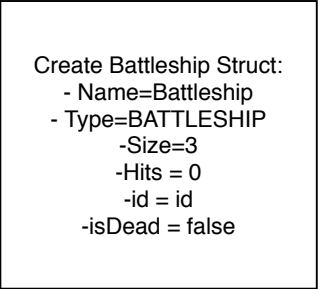 Create Battleship Struct:
- Name=Battleship
- Type=BATTLESHIP
-Size=3
-Hits = 0
-id = id
-isDead = false